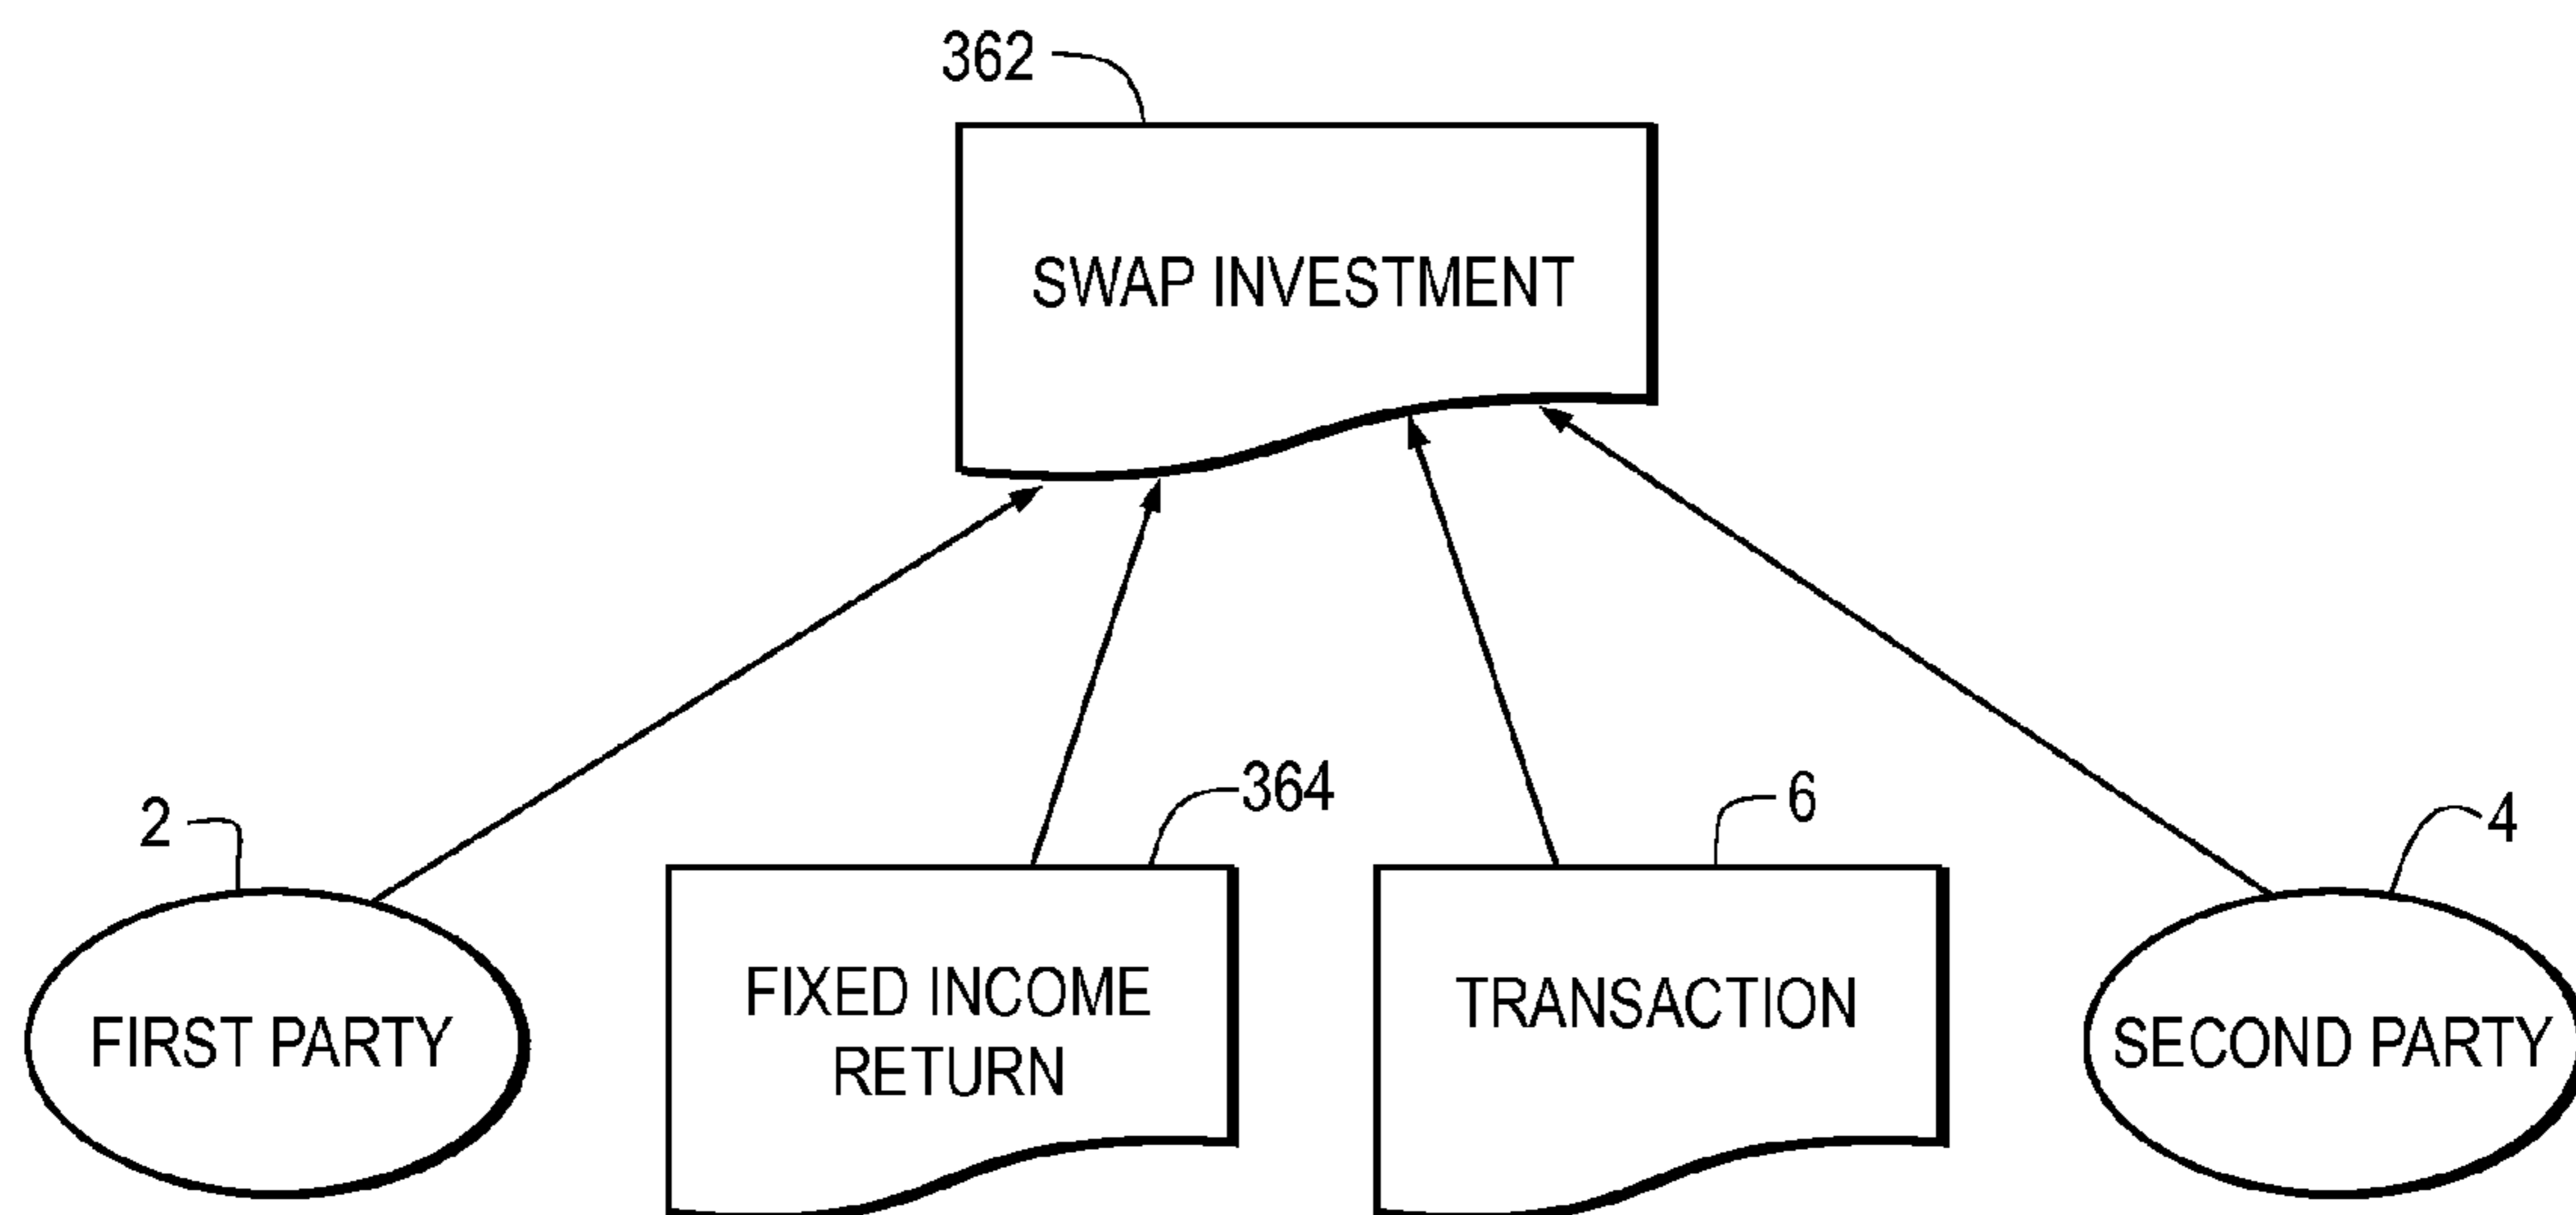 362
SWAP INVESTMENT
2
364
6
4
FIRST PARTY
FIXED INCOME
RETURN
TRANSACTION
SECOND PARTY